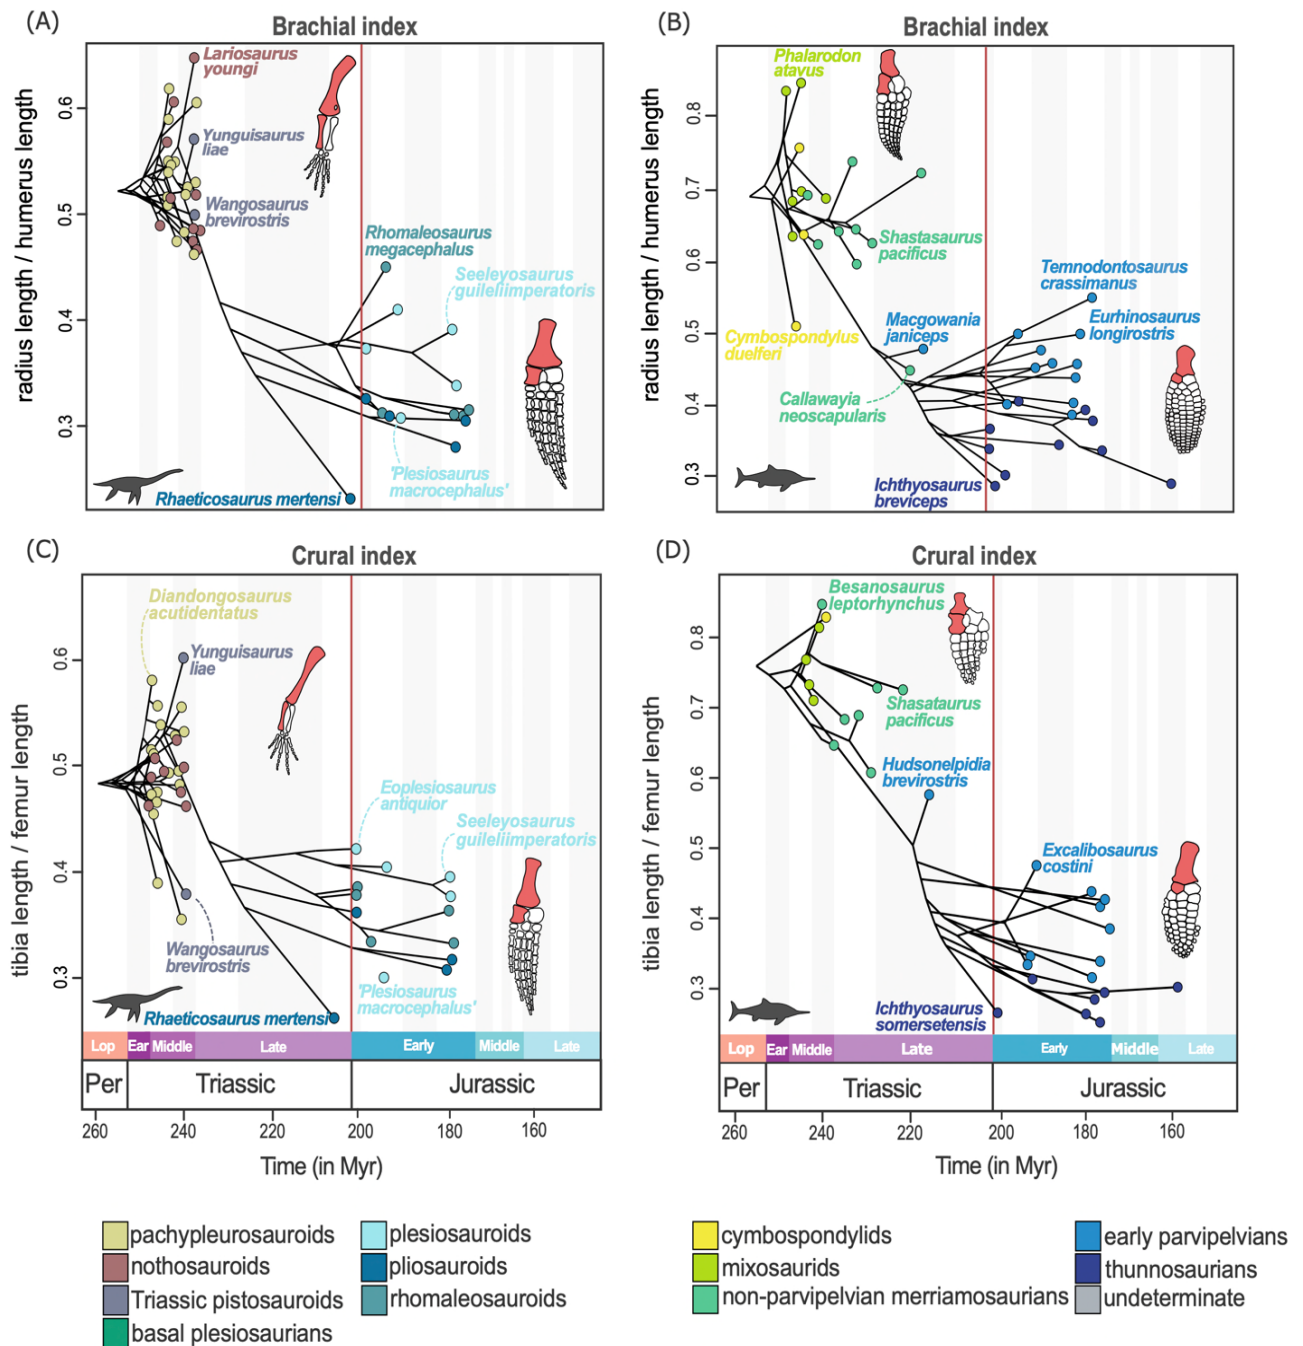 (A)
Brachial index
radius length / humerus length
0.6
0.5
0.4
0.3
Lariosaurus
youngi
Yunguisaurus
liae
Wangosaurus
brevirostris
Rhomaleosaurus
megacephalus
Seeleyosaurus
guileliimperatoris
'Plesiosaurus
macrocephalus'
Rhaeticosaurus mertensi
(B)
Brachial index
radius length / humerus length
0.8
0.7
0.6
0.5
0.4
0.3
Phalarodon
atavus
Shastasaurus
pacificus
Cymbospondylus
duelferi
Macgowania
janiceps
Temnodontosaurus
crassimanus
Eurhinosaurus
longirostris
Callawayia
neoscapularis
Ichthyosaurus
breviceps
(C)
Crural index
tibia length / femur length
0.6
0.5
0.4
0.3
Diandongosaurus
acutidentatus
Yunguisaurus
liae
Eoplesiosaurus
antiquior
Seeleyosaurus
guileliimperatoris
Wangosaurus
brevirostris
'Plesiosaurus
macrocephalus'
Rhaeticosaurus mertensi
Lop Ear Middle Late Early Middle Late
Per Triassic Jurassic
260 240 220 200 180 160
Time (in Myr)
(D)
Crural index
tibia length / femur length
0.8
0.7
0.6
0.5
0.4
0.3
Besanosaurus
leptorhynchus
Shasataurus
pacificus
Hudsonelpidia
brevirostris
Excalibosaurus
costini
Ichthyosaurus
somersetensis
Lop Ear Middle Late Early Middle Late
Per Triassic Jurassic
260 240 220 200 180 160
Time (in Myr)
pachypleurosauroids
nothosauroids
Triassic pistosauroids
basal plesiosaurians
plesiosauroids
pliosauroids
rhomaleosauroids
cymbospondylids
mixosaurids
non-parvipelvian merriamosaurians
early parvipelvians
thunnosaurians
undeterminate